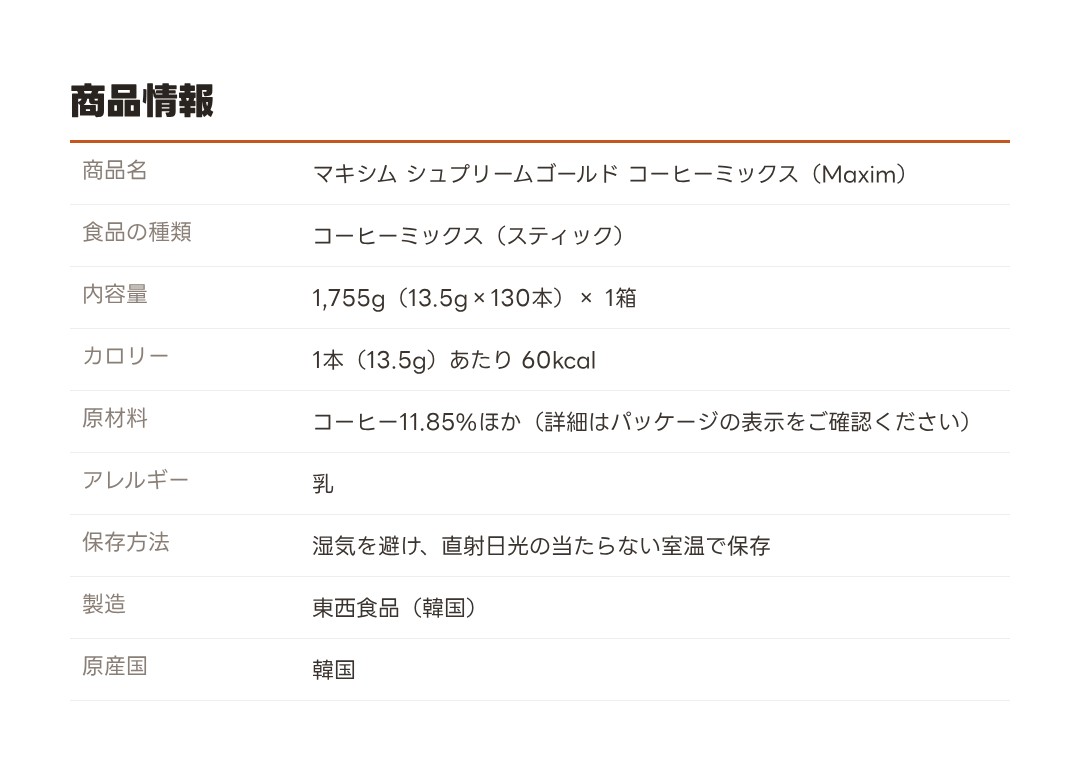 商品情報
商品名 マキシム シュプリームゴールド コーヒーミックス（Maxim）
食品の種類 コーヒーミックス（スティック）
内容量 1,755g（13.5g×130本）× 1箱
カロリー 1本（13.5g）あたり 60kcal
原材料 コーヒー11.85%ほか（詳細はパッケージの表示をご確認ください）
アレルギー 乳
保存方法 湿気を避け、直射日光の当たらない室温で保存
製造 東西食品（韓国）
原産国 韓国